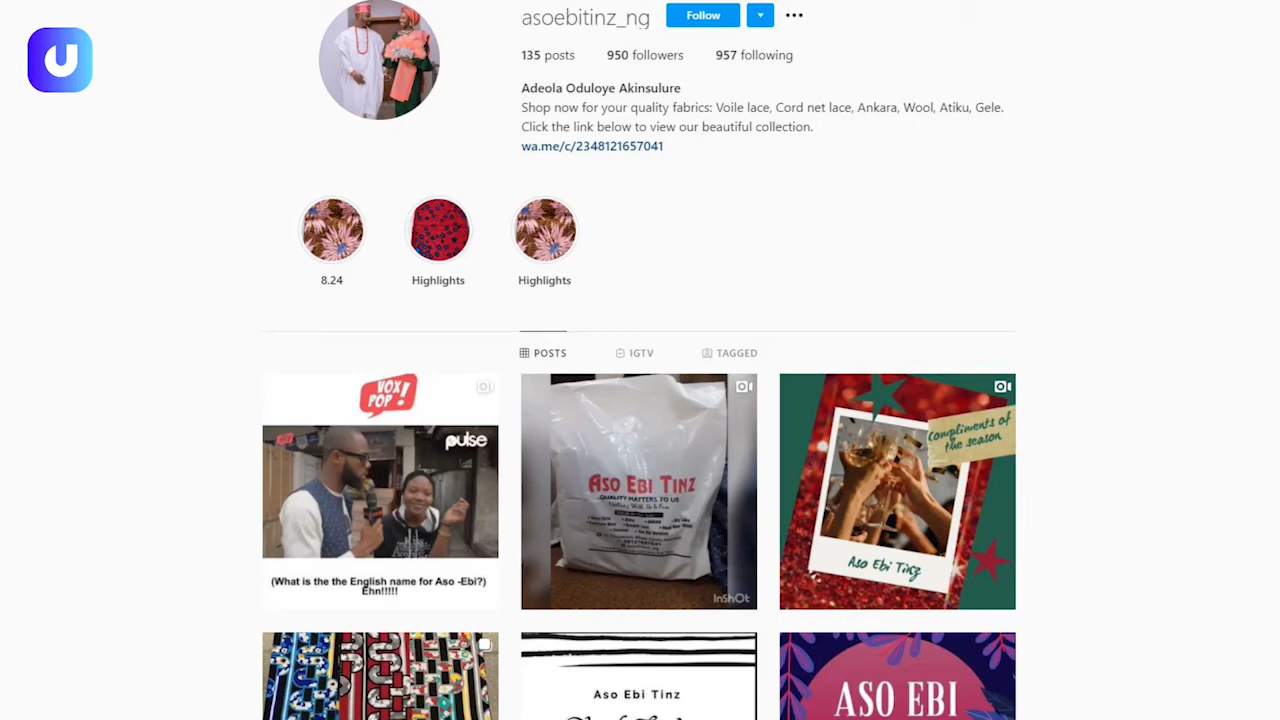 asoebitinz_ng
Follow
135 posts 950 followers 957 following
Adeola Oduloye Akinsulure
Shop now for your quality fabrics: Voile lace, Cord net lace, Ankara, Wool, Atiku, Gele.
Click the link below to view our beautiful collection.
wa.me/c/2348121657041
8.24 Highlights Highlights
POSTS IGTV TAGGED
VOX
POP!
pulse
(What is the the English name for Aso -Ebi?)
Ehn!!!!!
ASO EBI TINZ
QUALITY MATTERS TO US
InShOt
Compliments of
the season
Aso Ebi Tinz
Aso Ebi Tinz
ASO EBI